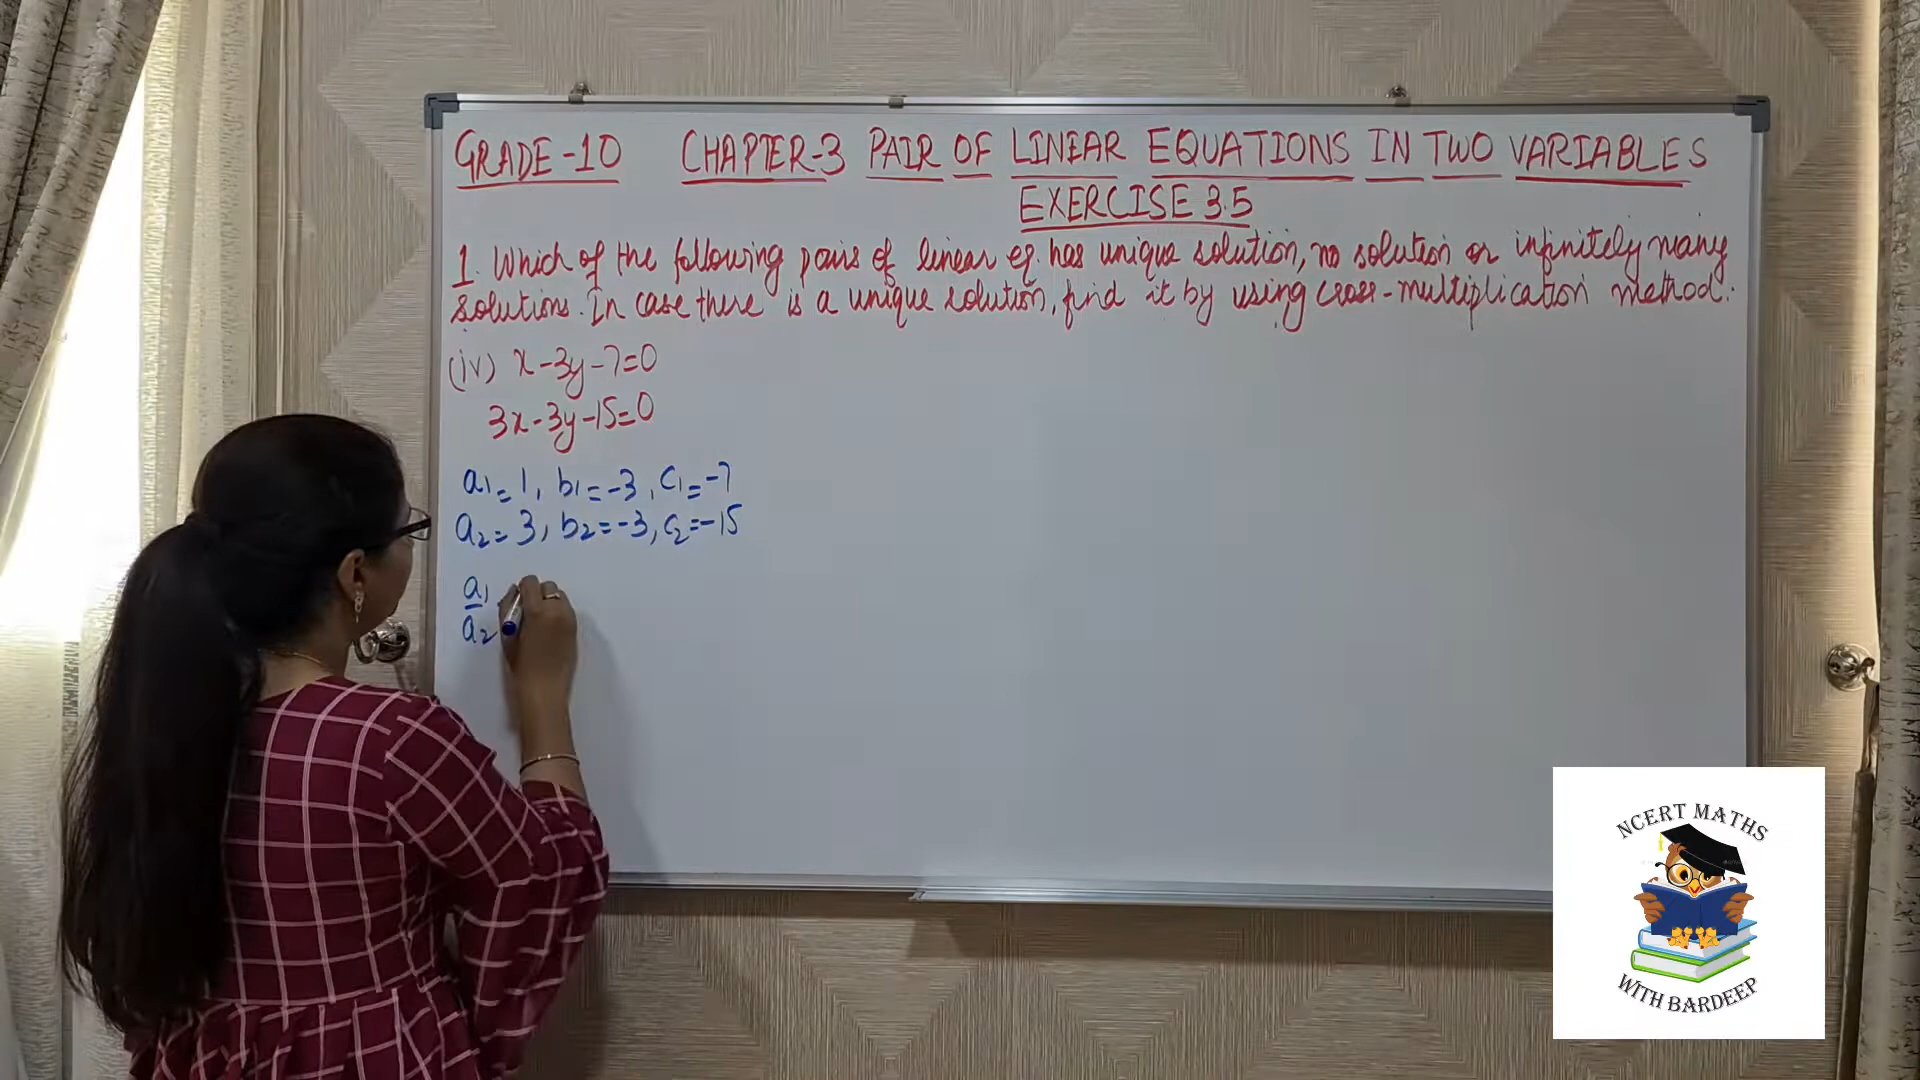 GRADE-10 CHAPTER-3 PAIR OF LINEAR EQUATIONS IN TWO VARIABLES
EXERCISE 3.5
1. Which of the following pairs of linear eq. has unique solution, no solution or infinitely many
solutions. In case there is a unique solution, find it by using cross-multiplication method.
(iv) x-3y-7=0
3x-3y-15=0
a1=1, b1=-3, c1=-7
a2=3, b2=-3, c2=-15
a1
a2
NCERT MATHS
WITH BARDEEP